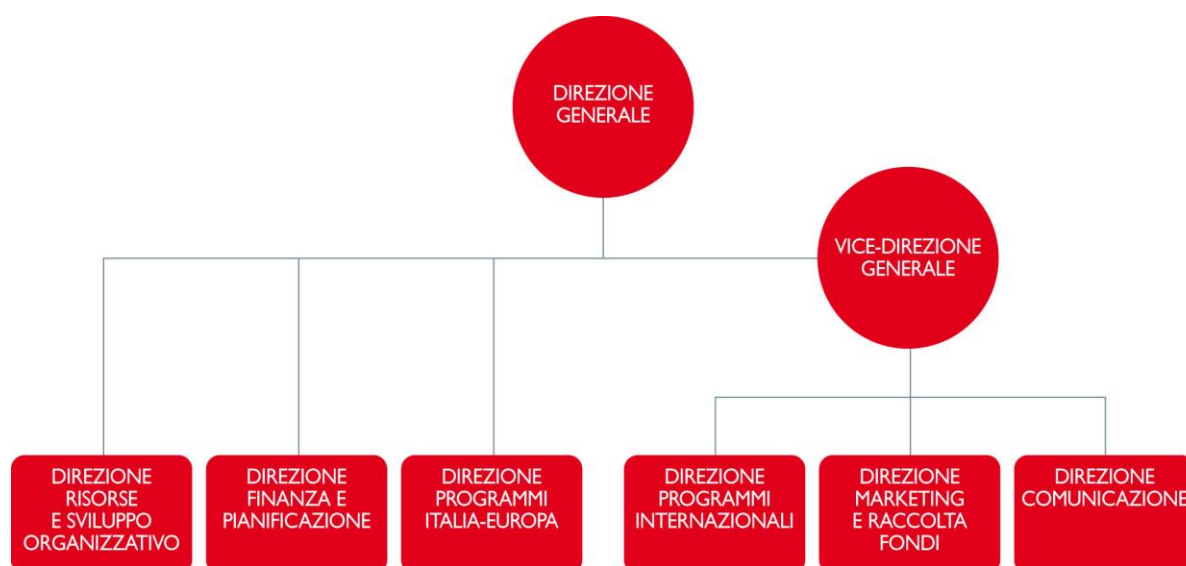 DIREZIONE
GENERALE
VICE-DIREZIONE
GENERALE
DIREZIONE
RISORSE
E SVILUPPO
ORGANIZZATIVO
DIREZIONE
FINANZA E
PIANIFICAZIONE
DIREZIONE
PROGRAMMI
ITALIA-EUROPA
DIREZIONE
PROGRAMMI
INTERNAZIONALI
DIREZIONE
MARKETING
E RACCOLTA
FONDI
DIREZIONE
COMUNICAZIONE